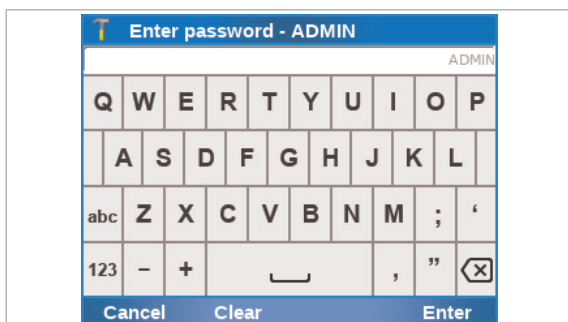 Enter password - ADMIN
ADMIN
Q W E R T Y U I O P
A S D F G H J K L
abc Z X C V B N M ; ‘
123 - + , ”
Cancel Clear Enter